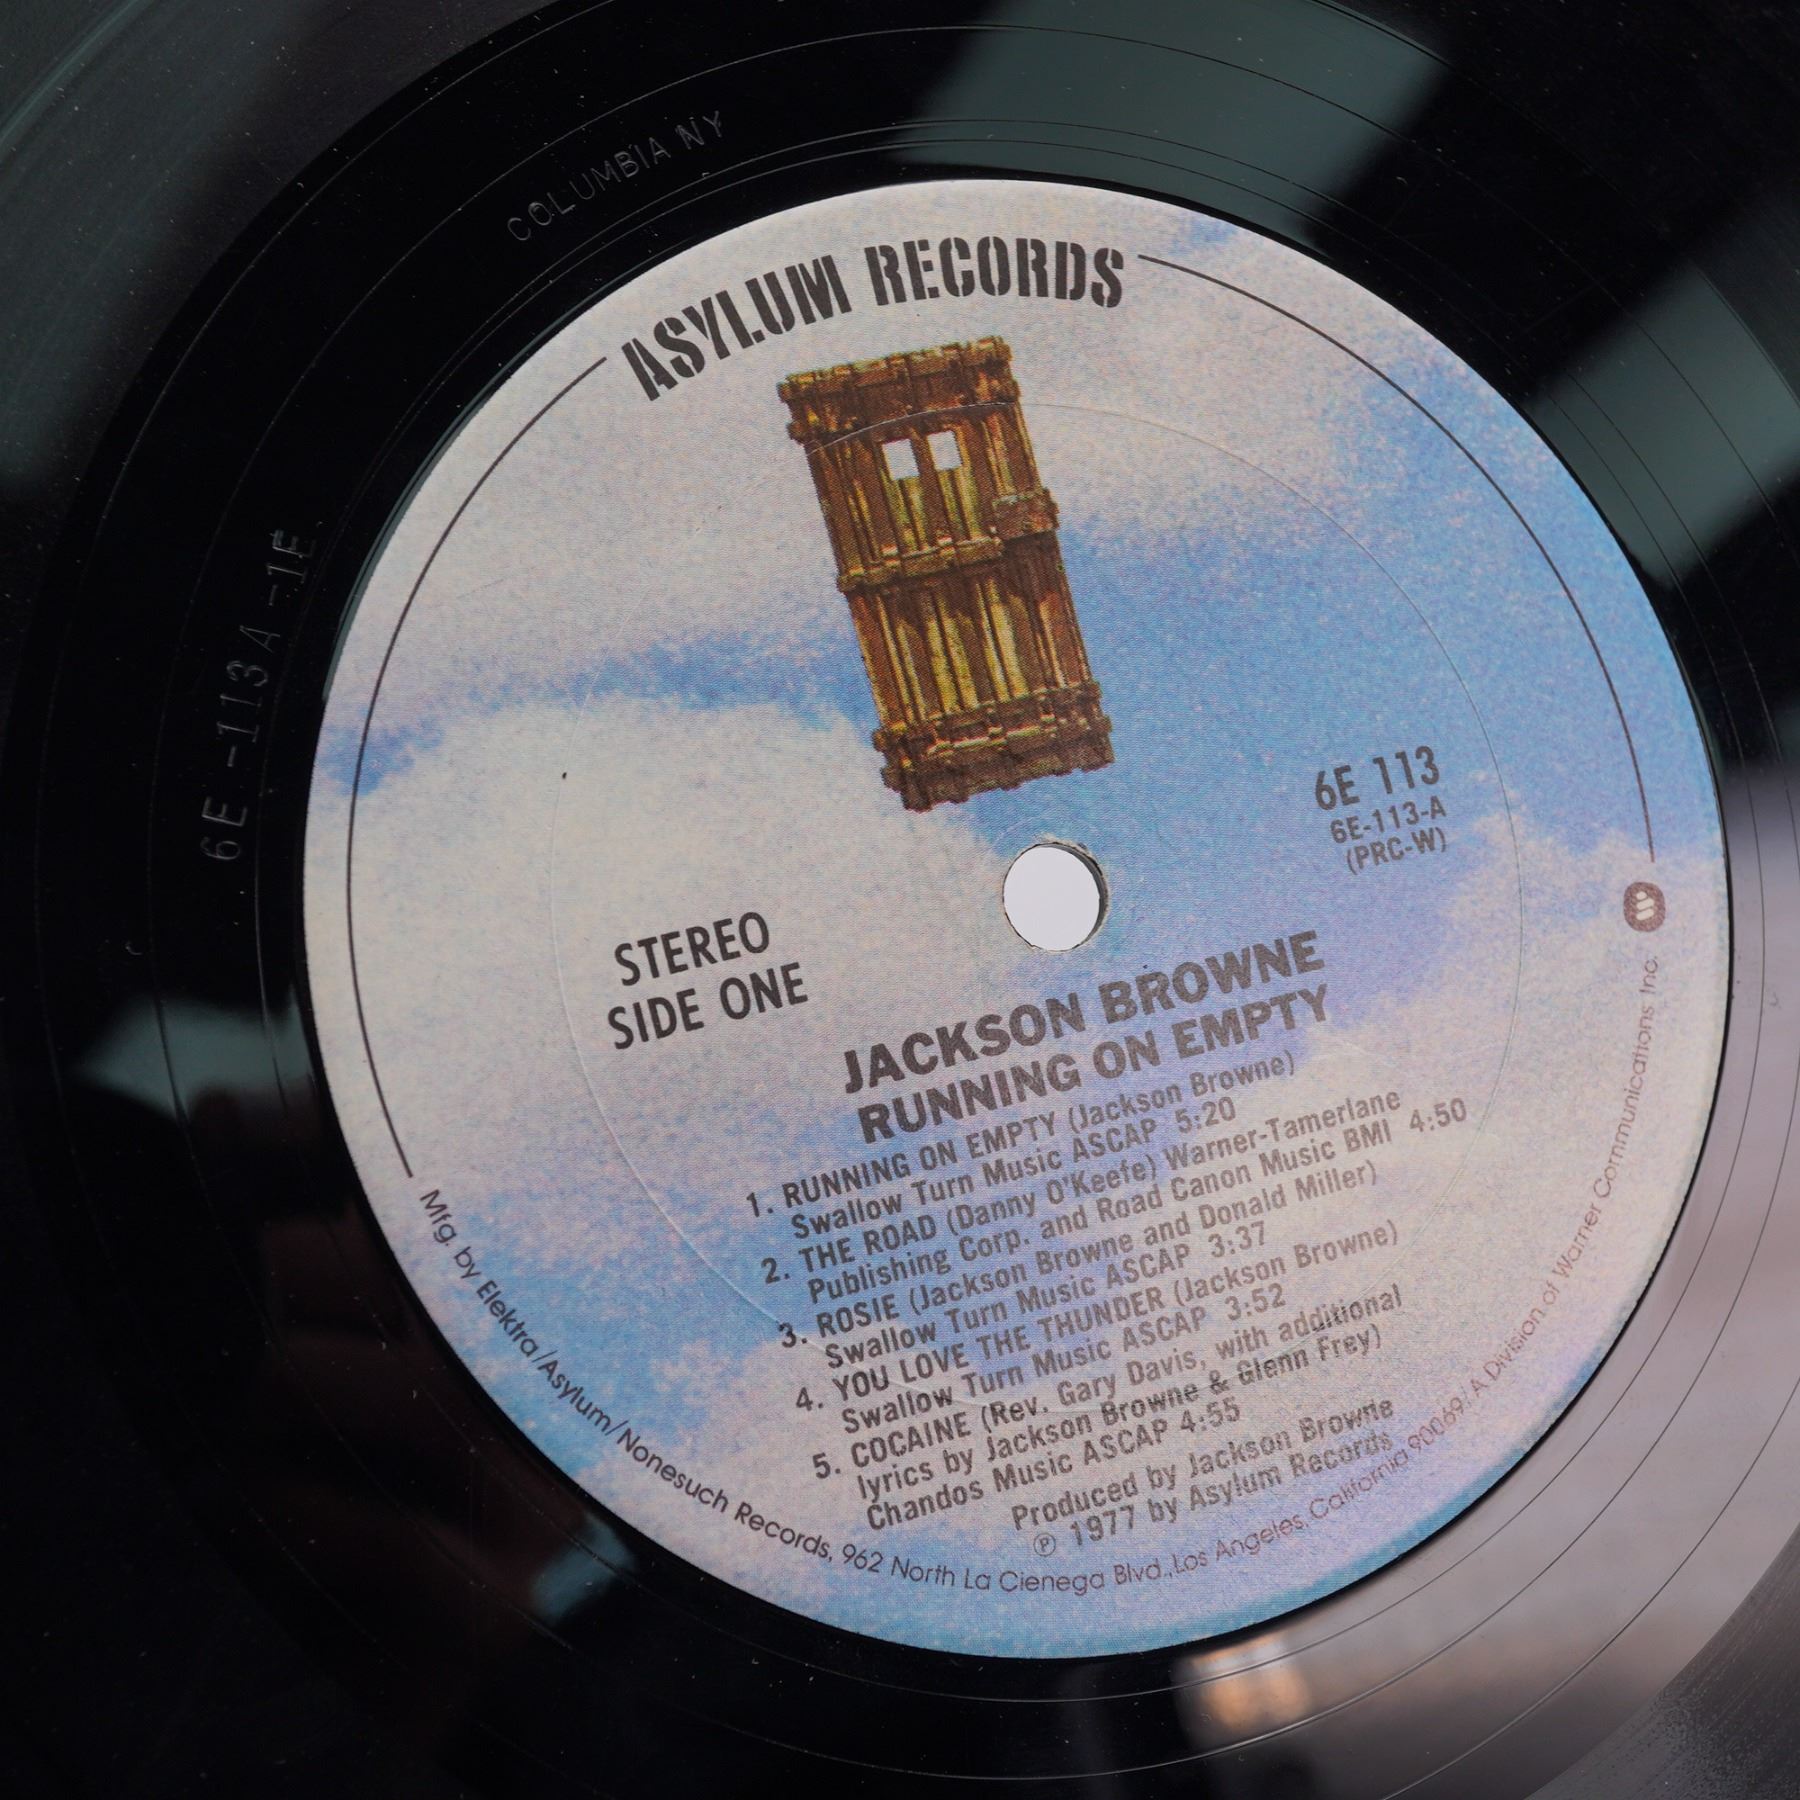 COLUMBIA NY
6E-113A-1E
ASYLUM RECORDS
6E 113
6E-113-A
(PRC-W)
STEREO
SIDE ONE
JACKSON BROWNE
RUNNING ON EMPTY
1. RUNNING ON EMPTY (Jackson Browne)
Swallow Turn Music ASCAP 5:20
2. THE ROAD (Danny O'Keefe) Warner-Tamerlane
Publishing Corp. and Road Canon Music BMI 4:50
3. ROSIE (Jackson Browne and Donald Miller)
Swallow Turn Music ASCAP 3:37
4. YOU LOVE THE THUNDER (Jackson Browne)
Swallow Turn Music ASCAP 3:52
5. COCAINE (Rev. Gary Davis, with additional
lyrics by Jackson Browne & Glenn Frey)
Chandos Music ASCAP 4:55
Produced by Jackson Browne
℗ 1977 by Asylum Records
Mfg. by Elektra/Asylum/Nonesuch Records, 962 North La Cienega Blvd., Los Angeles, California 90069/A Division of Warner Communications Inc.